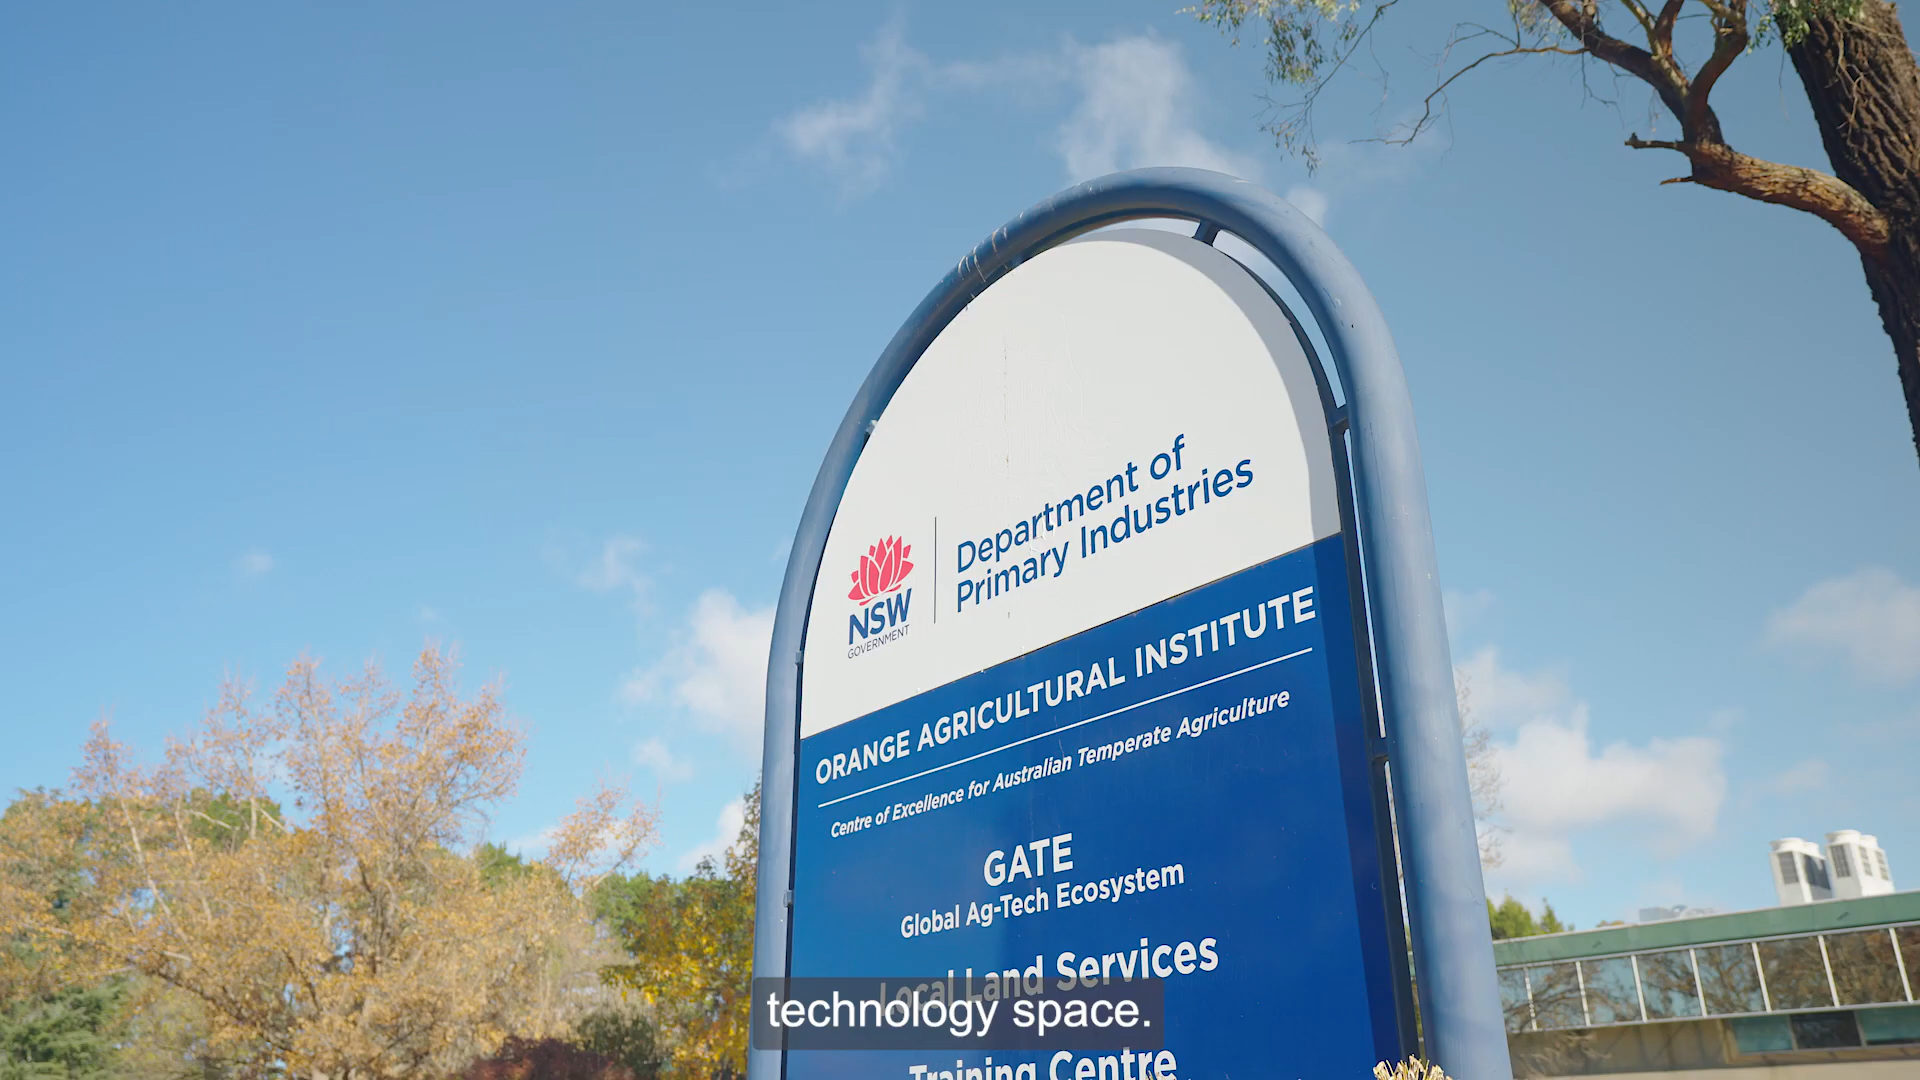 NSW
GOVERNMENT
Department of
Primary Industries
ORANGE AGRICULTURAL INSTITUTE
Centre of Excellence for Australian Temperate Agriculture
GATE
Global Ag-Tech Ecosystem
Local Land Services
technology space.
Training Centre